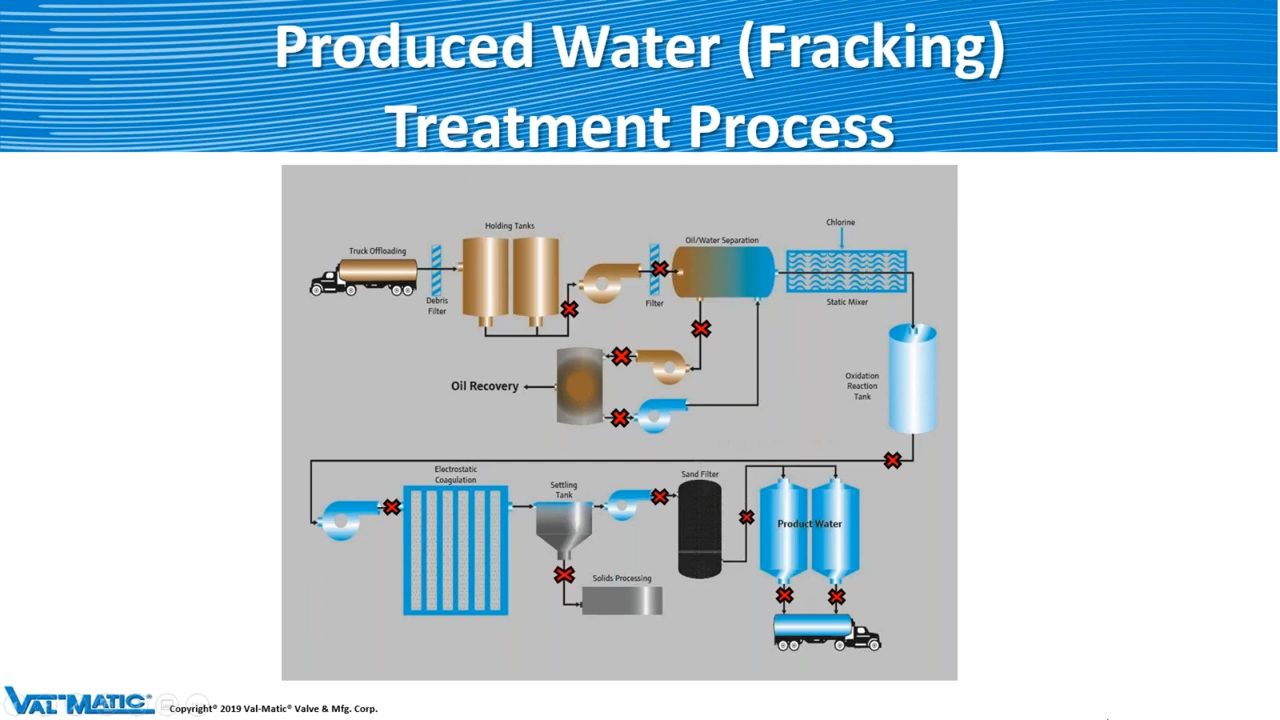 Produced Water (Fracking)
Treatment Process
Chlorine
Holding Tanks
Oil/Water Separation
Truck Offloading
Debris
Filter
Filter
Static Mixer
Oil Recovery
Oxidation
Reaction
Tank
Electrostatic
Coagulation
Settling
Tank
Sand Filter
Product Water
Solids Processing
VAL-MATIC®
Copyright® 2019 Val-Matic® Valve & Mfg. Corp.